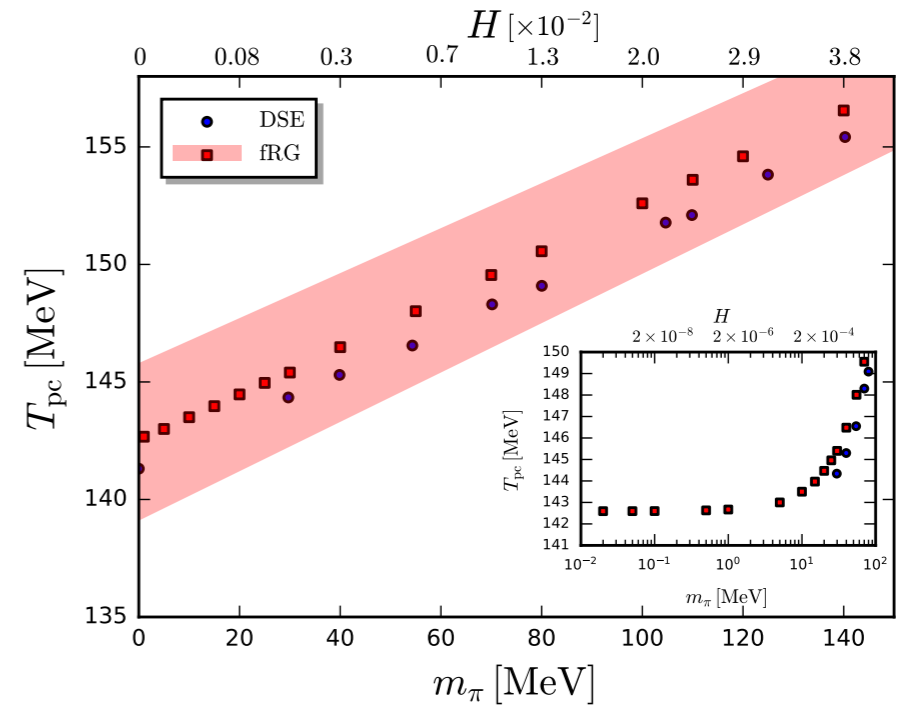 H [×10⁻²]
0 0.08 0.3 0.7 1.3 2.0 2.9 3.8
DSE
fRG
155
150
145
140
135
T_pc [MeV]
0 20 40 60 80 100 120 140
m_π [MeV]
H
2 × 10⁻⁸ 2 × 10⁻⁶ 2 × 10⁻⁴
150
149
148
147
146
145
144
143
142
141
T_pc [MeV]
10⁻² 10⁻¹ 10⁰ 10¹ 10²
m_π [MeV]